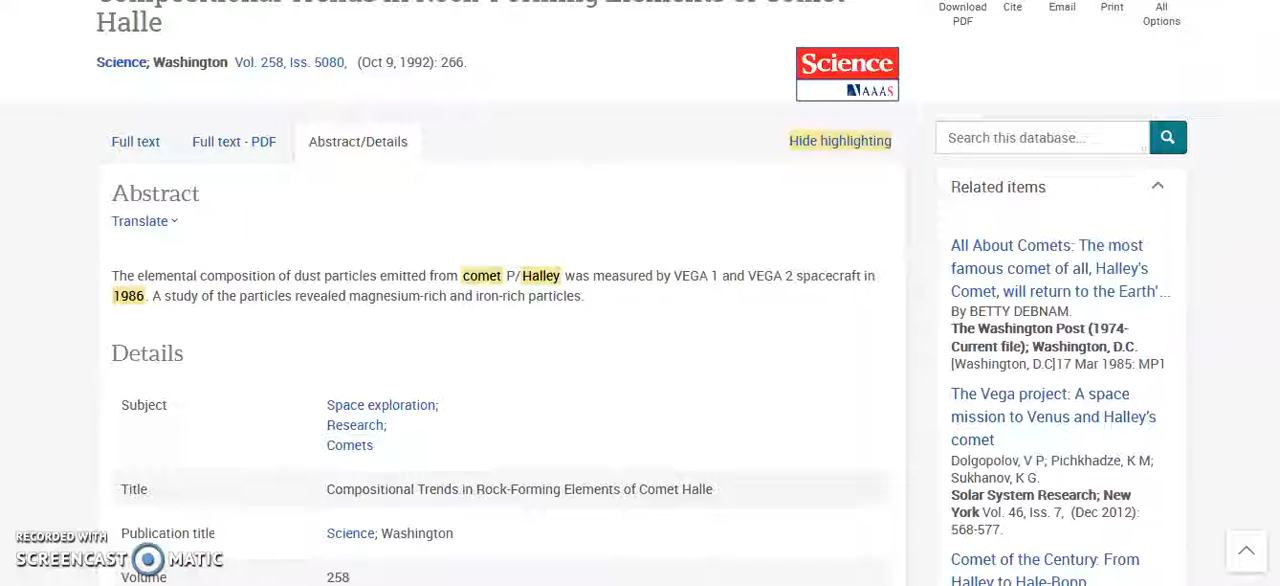 Compositional Trends in Rock-Forming Elements of Comet
Halle
Science; Washington Vol. 258, Iss. 5080, (Oct 9, 1992): 266.
Science
AAAS
Download
PDF
Cite
Email
Print
All
Options
Full text
Full text - PDF
Abstract/Details
Hide highlighting
Search this database...
Abstract
Translate
The elemental composition of dust particles emitted from comet P/Halley was measured by VEGA 1 and VEGA 2 spacecraft in
1986. A study of the particles revealed magnesium-rich and iron-rich particles.
Details
Subject
Space exploration;
Research;
Comets
Title
Compositional Trends in Rock-Forming Elements of Comet Halle
Publication title
Science; Washington
Volume
258
Related items
All About Comets: The most
famous comet of all, Halley's
Comet, will return to the Earth'...
By BETTY DEBNAM.
The Washington Post (1974-
Current file); Washington, D.C.
[Washington, D.C]17 Mar 1985: MP1
The Vega project: A space
mission to Venus and Halley's
comet
Dolgopolov, V P; Pichkhadze, K M;
Sukhanov, K G.
Solar System Research; New
York Vol. 46, Iss. 7, (Dec 2012):
568-577.
Comet of the Century: From
Halley to Hale-Bopp
RECORDED WITH
SCREENCAST MATIC